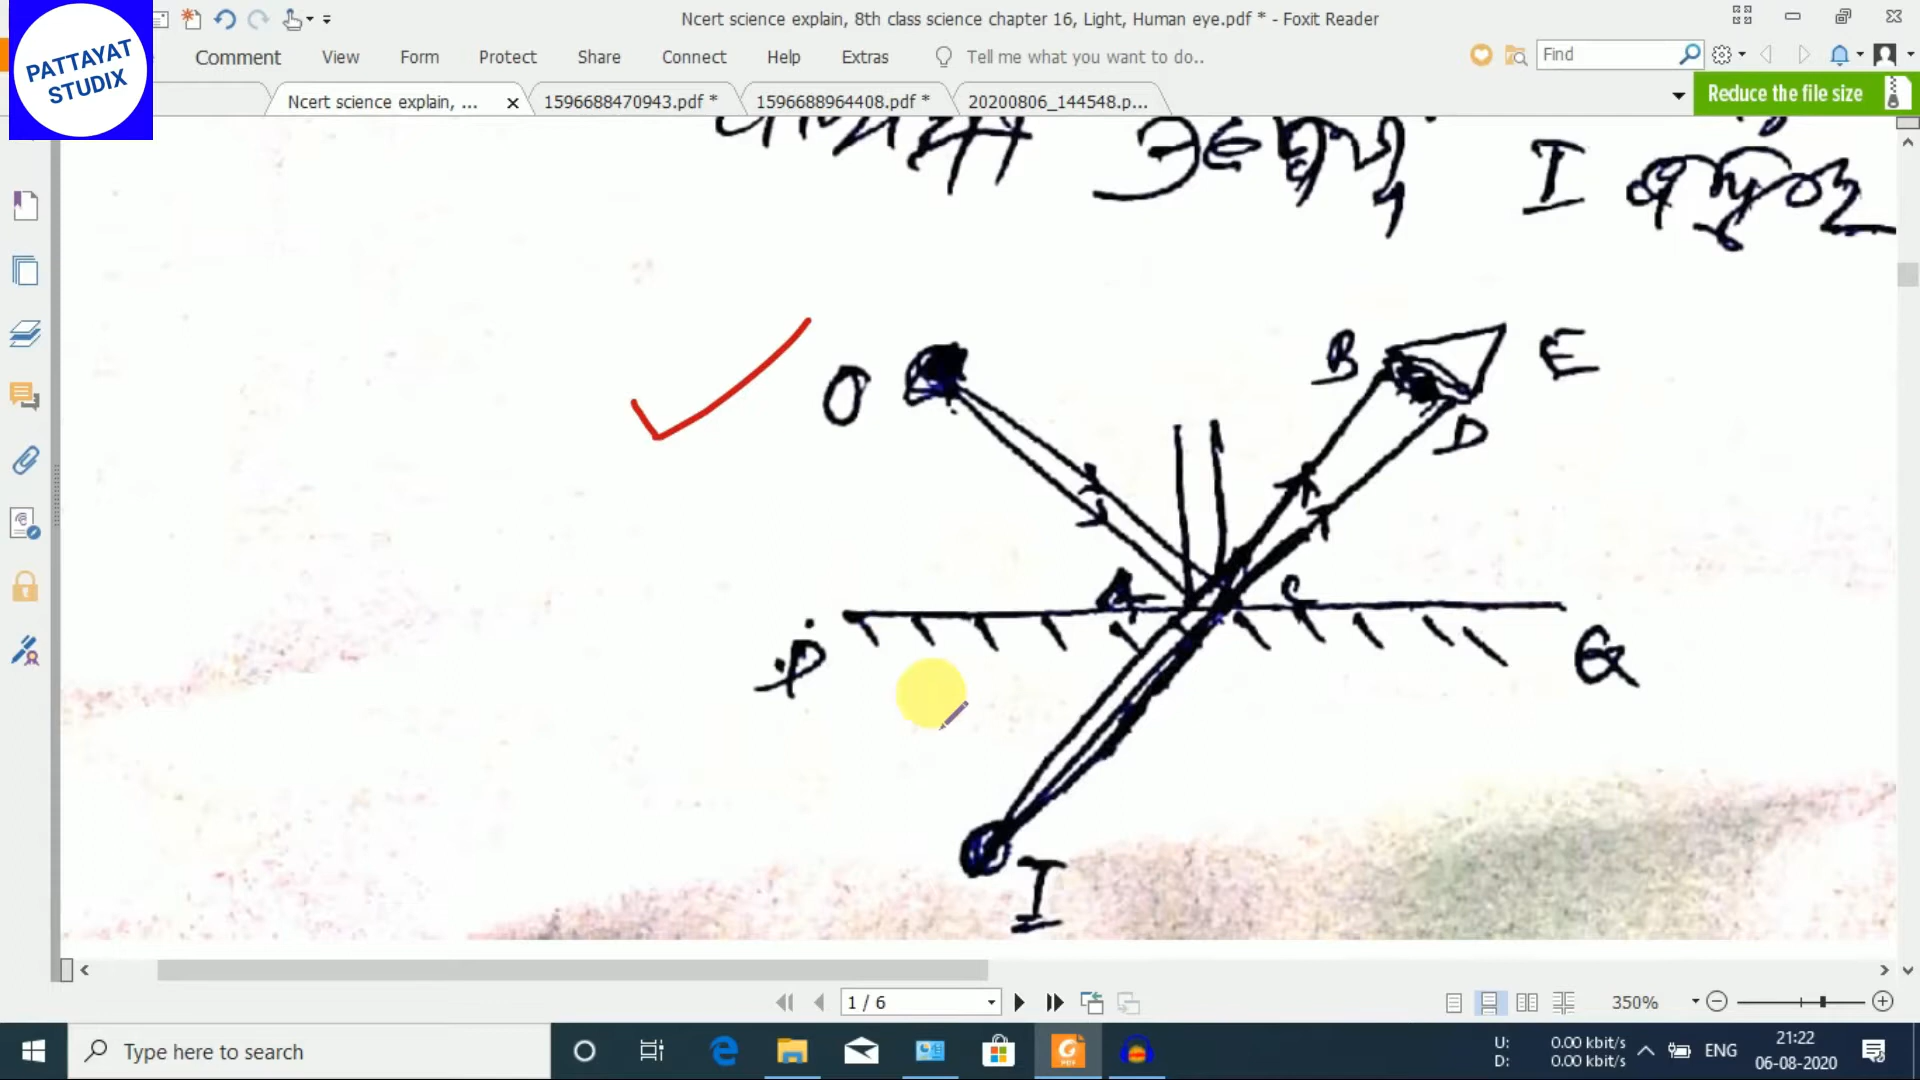 PATTAYAT
STUDIX
Ncert science explain, 8th class science chapter 16, Light, Human eye.pdf * - Foxit Reader
Comment View Form Protect Share Connect Help Extras Tell me what you want to do.. Find
Ncert science explain, ... 1596688470943.pdf * 1596688964408.pdf * 20200806_144548.p... Reduce the file size
I
O B E
D
A C
P Q
I
1 / 6 350%
Type here to search
U: 0.00 kbit/s
D: 0.00 kbit/s
ENG
21:22
06-08-2020